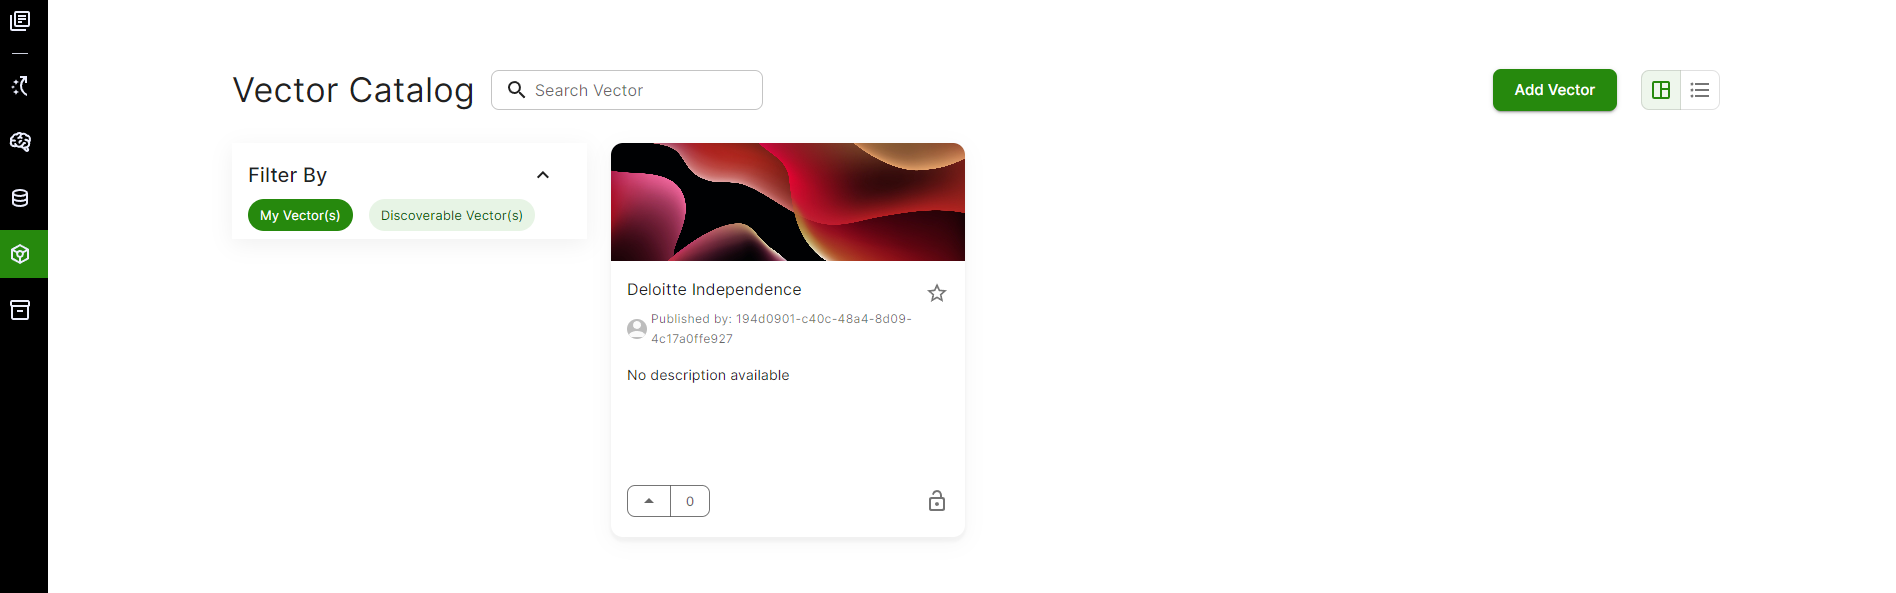 Vector Catalog
Search Vector
Add Vector
Filter By
My Vector(s)
Discoverable Vector(s)
Deloitte Independence
Published by: 194d0901-c40c-48a4-8d09-
4c17a0ffe927
No description available
0